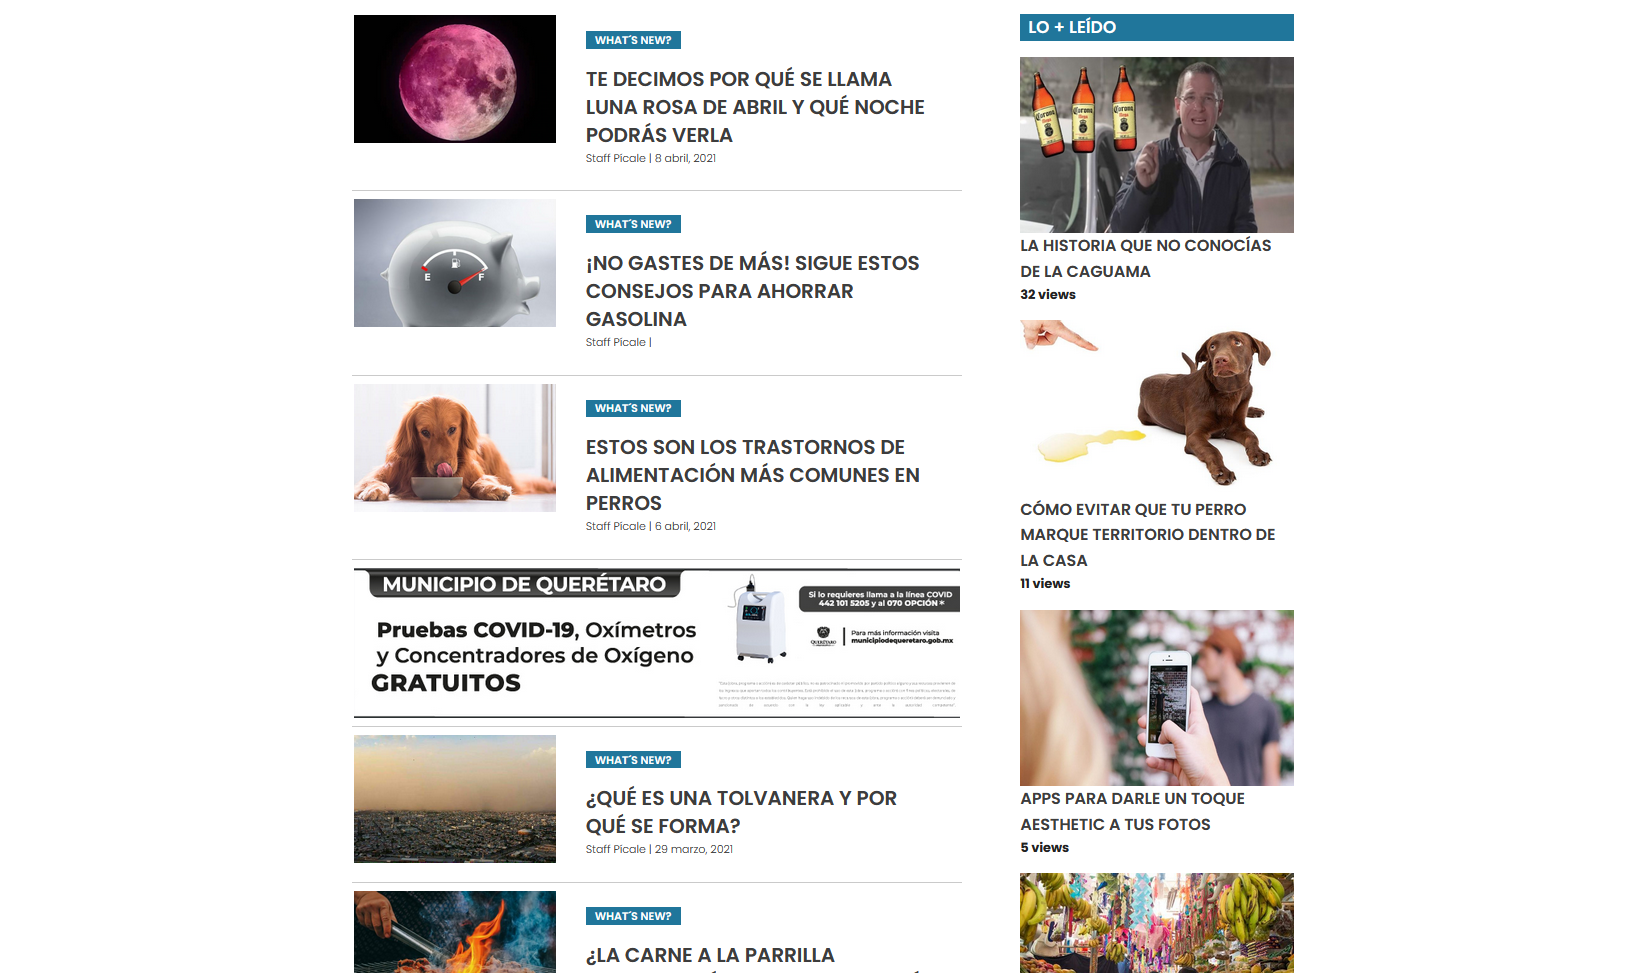 WHAT´S NEW?
TE DECIMOS POR QUÉ SE LLAMA
LUNA ROSA DE ABRIL Y QUÉ NOCHE
PODRÁS VERLA
Staff Pícale | 8 abril, 2021
E
F
WHAT´S NEW?
¡NO GASTES DE MÁS! SIGUE ESTOS
CONSEJOS PARA AHORRAR
GASOLINA
Staff Pícale |
WHAT´S NEW?
ESTOS SON LOS TRASTORNOS DE
ALIMENTACIÓN MÁS COMUNES EN
PERROS
Staff Pícale | 6 abril, 2021
MUNICIPIO DE QUERÉTARO
Pruebas COVID-19, Oxímetros
y Concentradores de Oxígeno
GRATUITOS
Si lo requieres llama a la línea COVID
442 101 5205 y al 070 OPCIÓN *
QUERÉTARO
Para más información visita
municipiodequeretaro.gob.mx
WHAT´S NEW?
¿QUÉ ES UNA TOLVANERA Y POR
QUÉ SE FORMA?
Staff Pícale | 29 marzo, 2021
WHAT´S NEW?
¿LA CARNE A LA PARRILLA
LO + LEÍDO
Corona
Corona
Corona
LA HISTORIA QUE NO CONOCÍAS
DE LA CAGUAMA
32 views
CÓMO EVITAR QUE TU PERRO
MARQUE TERRITORIO DENTRO DE
LA CASA
11 views
APPS PARA DARLE UN TOQUE
AESTHETIC A TUS FOTOS
5 views